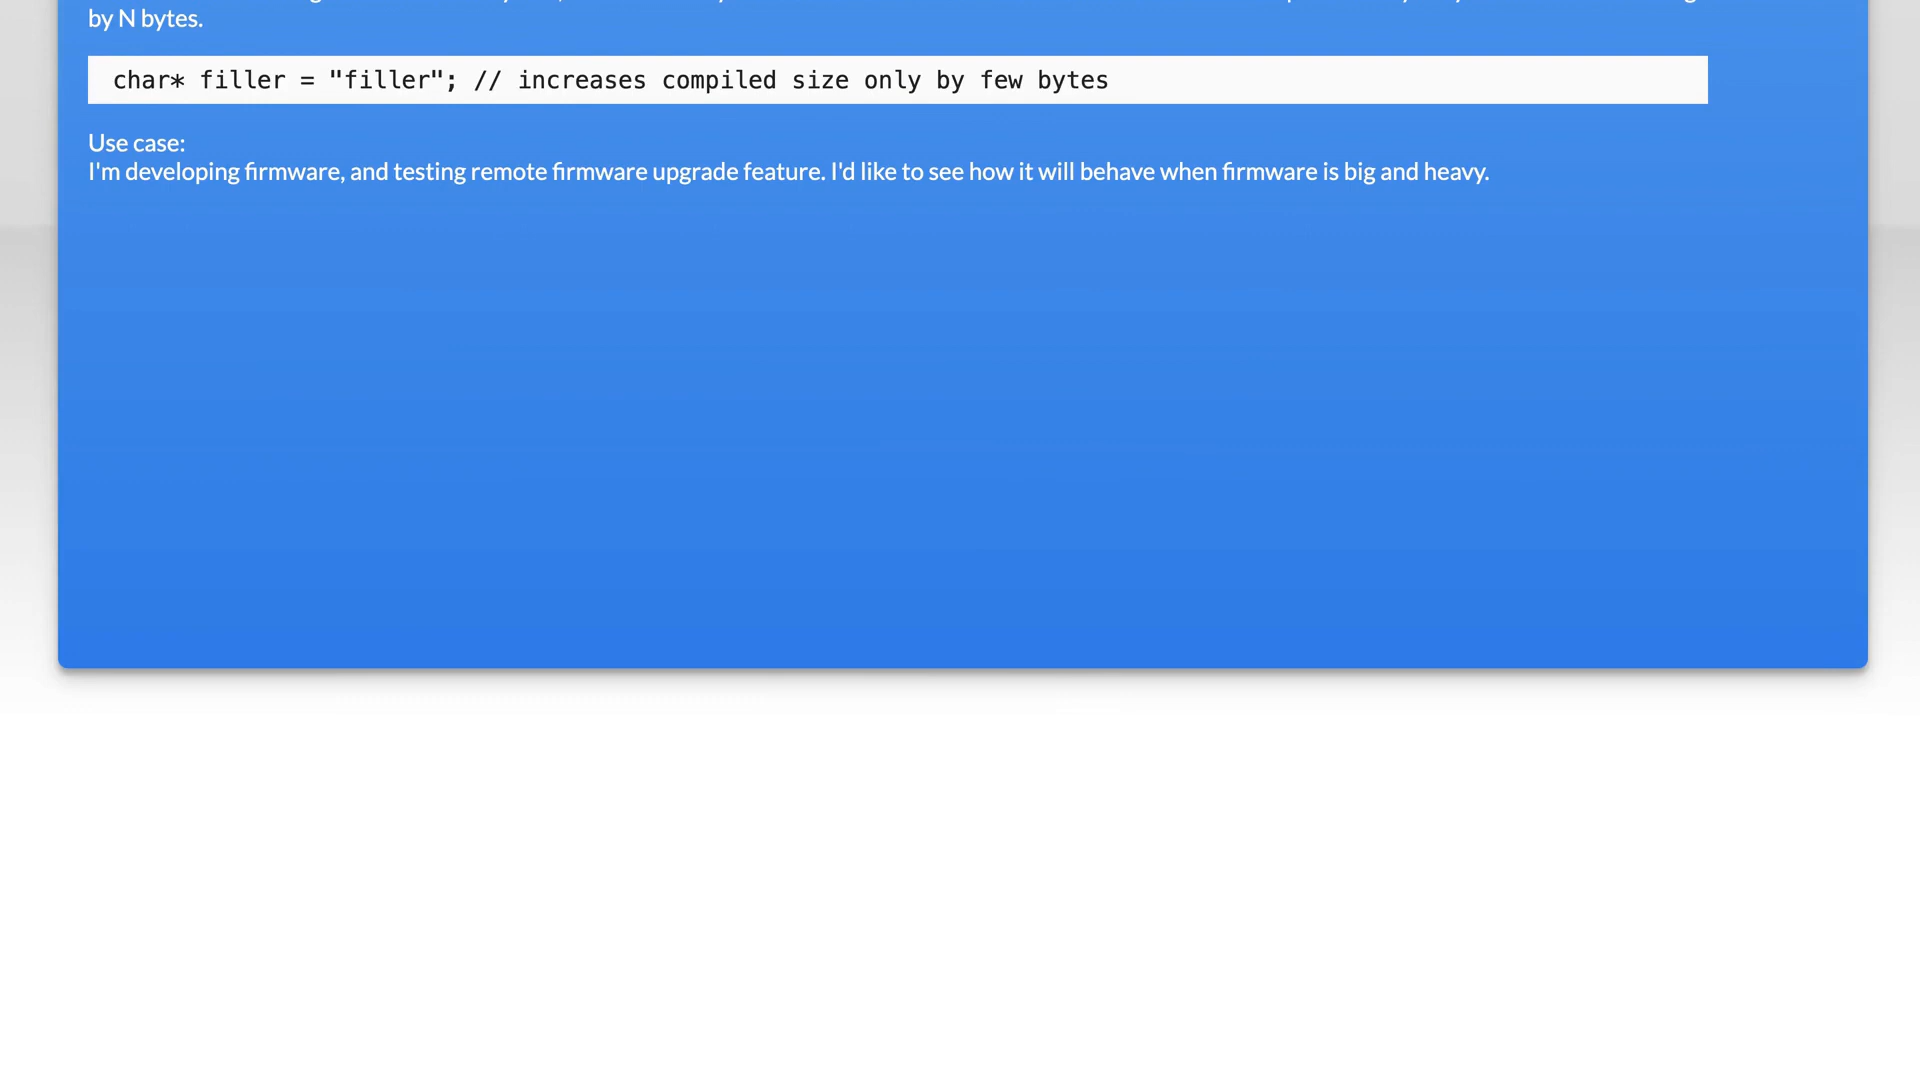 by N bytes.
char* filler = "filler"; // increases compiled size only by few bytes
Use case:
I'm developing firmware, and testing remote firmware upgrade feature. I'd like to see how it will behave when firmware is big and heavy.